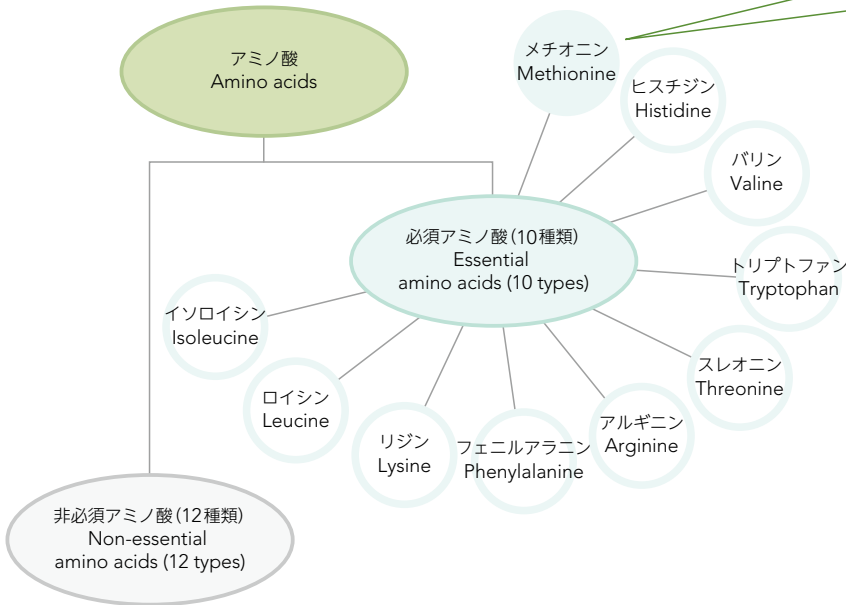 アミノ酸
Amino acids
メチオニン
Methionine
ヒスチジン
Histidine
バリン
Valine
必須アミノ酸(10種類)
Essential
amino acids (10 types)
トリプトファン
Tryptophan
イソロイシン
Isoleucine
スレオニン
Threonine
ロイシン
Leucine
リジン
Lysine
フェニルアラニン
Phenylalanine
アルギニン
Arginine
非必須アミノ酸(12種類)
Non-essential
amino acids (12 types)